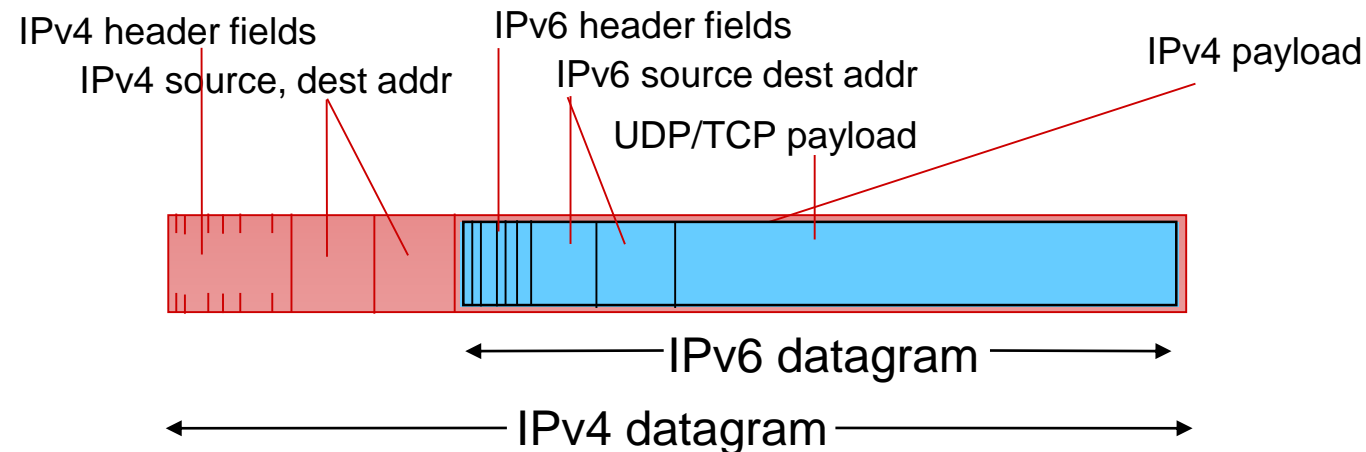 IPv4 header fields
IPv6 header fields
IPv4 payload
IPv4 source, dest addr
IPv6 source dest addr
UDP/TCP payload
IPv6 datagram
IPv4 datagram